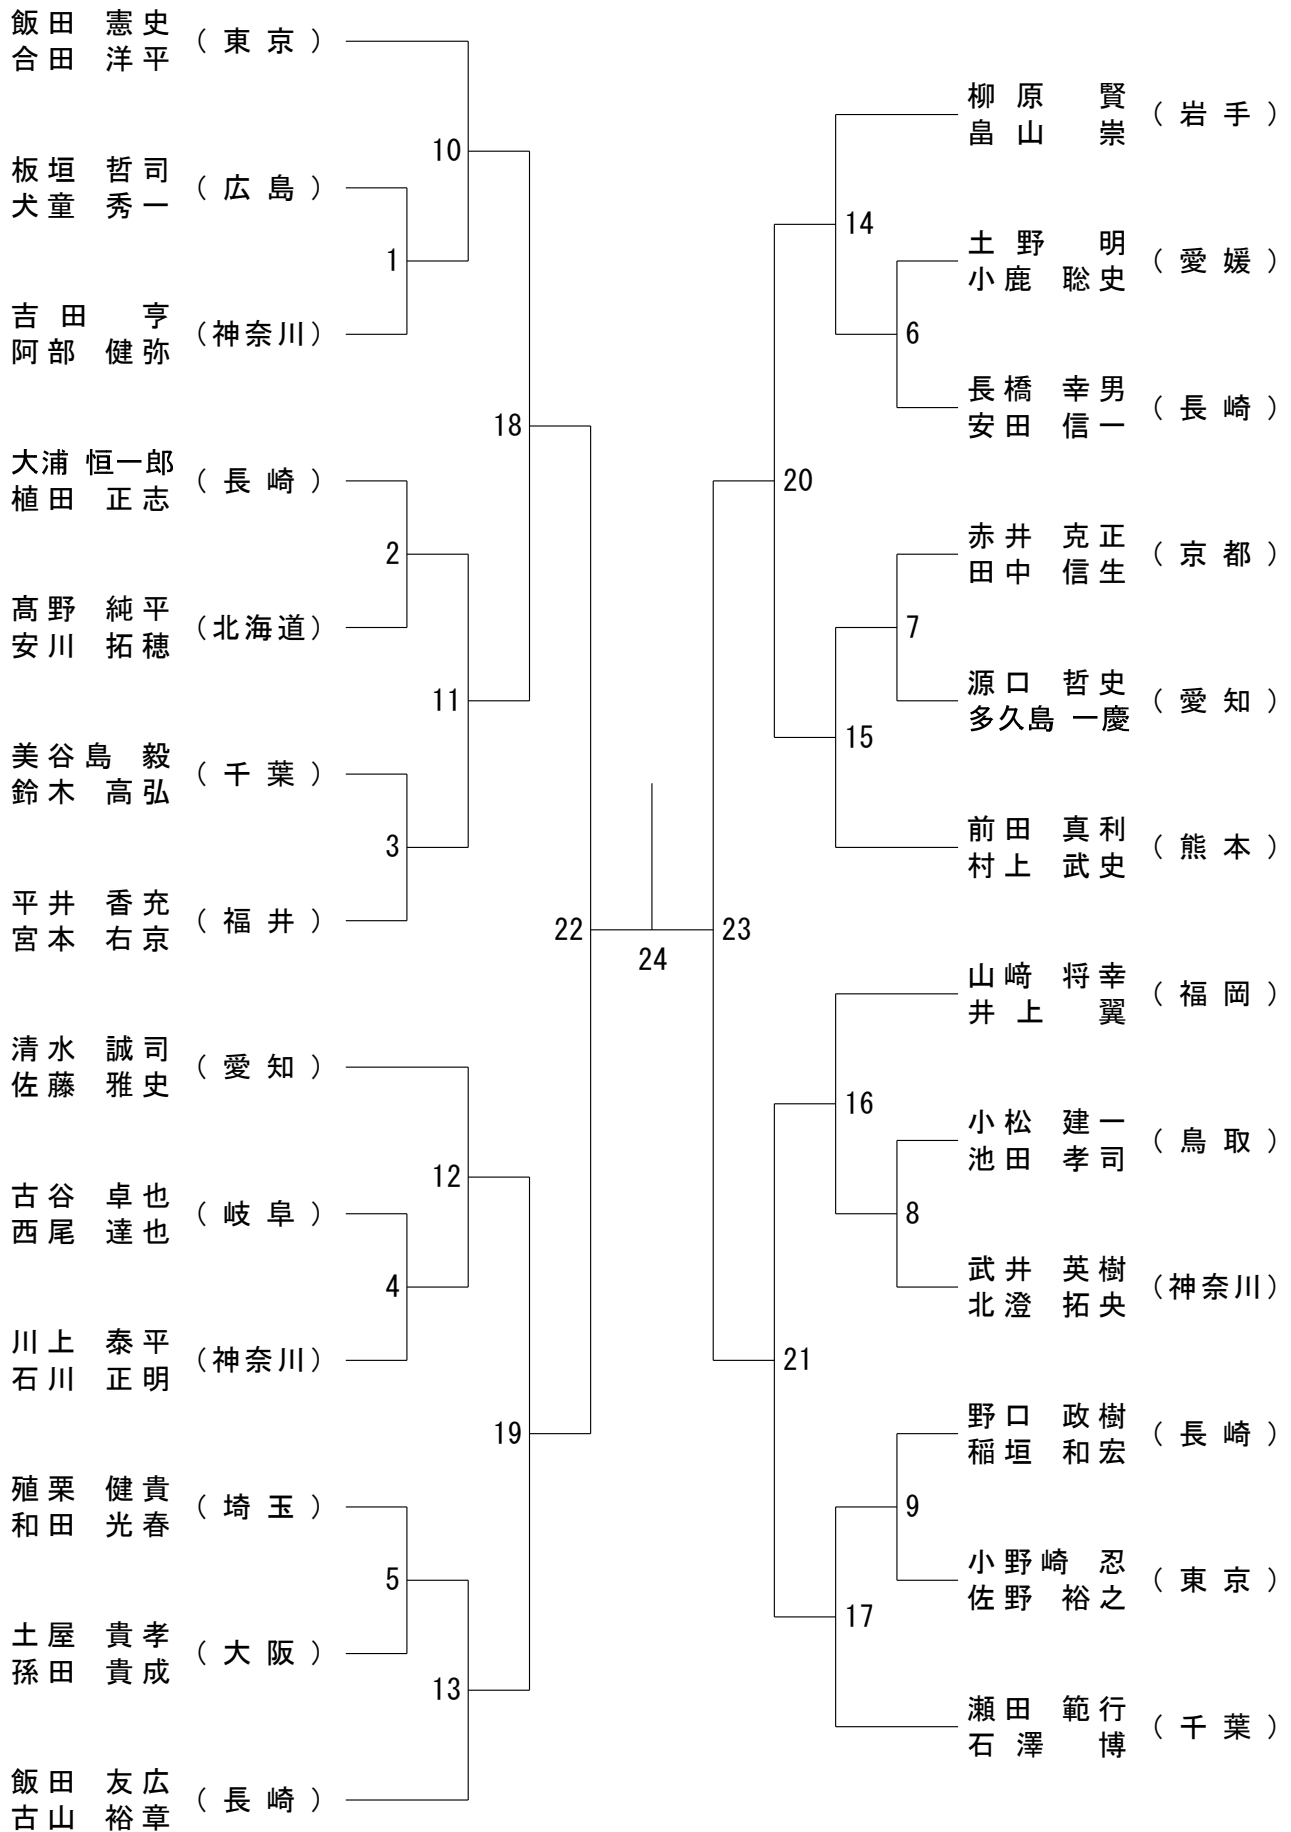 飯田 憲史
合田 洋平
(東京)
板垣 哲司
犬童 秀一
(広島)
吉田 亨
阿部 健弥
(神奈川)
大浦 恒一郎
植田 正志
(長崎)
髙野 純平
安川 拓穂
(北海道)
美谷島 毅
鈴木 高弘
(千葉)
平井 香充
宮本 右京
(福井)
清水 誠司
佐藤 雅史
(愛知)
古谷 卓也
西尾 達也
(岐阜)
川上 泰平
石川 正明
(神奈川)
殖栗 健貴
和田 光春
(埼玉)
土屋 貴孝
孫田 貴成
(大阪)
飯田 友広
古山 裕章
(長崎)
10
1
18
2
11
3
22
12
4
19
5
13
24
23
14
6
20
7
15
16
8
21
9
17
柳原 賢
畠山 崇
(岩手)
土野 明
小鹿 聡史
(愛媛)
長橋 幸男
安田 信一
(長崎)
赤井 克正
田中 信生
(京都)
源口 哲史
多久島 一慶
(愛知)
前田 真利
村上 武史
(熊本)
山﨑 将幸
井上 翼
(福岡)
小松 建一
池田 孝司
(鳥取)
武井 英樹
北澄 拓央
(神奈川)
野口 政樹
稲垣 和宏
(長崎)
小野崎 忍
佐野 裕之
(東京)
瀬田 範行
石澤 博
(千葉)